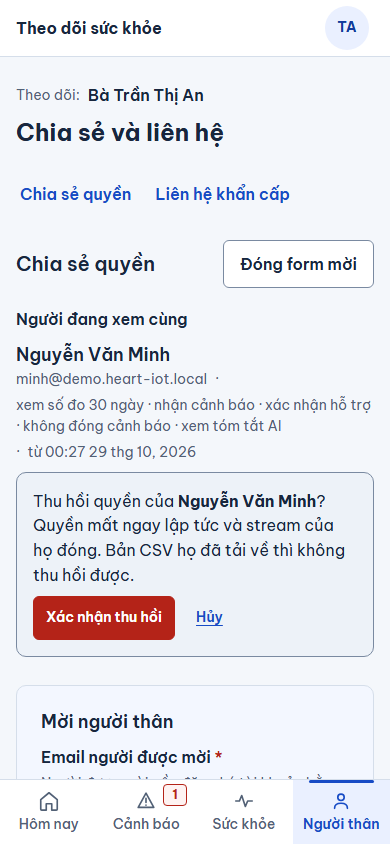 Theo dõi sức khỏe
TA
Theo dõi: Bà Trần Thị An
Chia sẻ và liên hệ
Chia sẻ quyền Liên hệ khẩn cấp
Chia sẻ quyền
Đóng form mời
Người đang xem cùng
Nguyễn Văn Minh
minh@demo.heart-iot.local ·
xem số đo 30 ngày · nhận cảnh báo · xác nhận hỗ trợ
· không đóng cảnh báo · xem tóm tắt AI
· từ 00:27 29 thg 10, 2026
Thu hồi quyền của Nguyễn Văn Minh?
Quyền mất ngay lập tức và stream của
họ đóng. Bản CSV họ đã tải về thì không
thu hồi được.
Xác nhận thu hồi Hủy
Mời người thân
Email người được mời *
1
Hôm nay Cảnh báo Sức khỏe Người thân